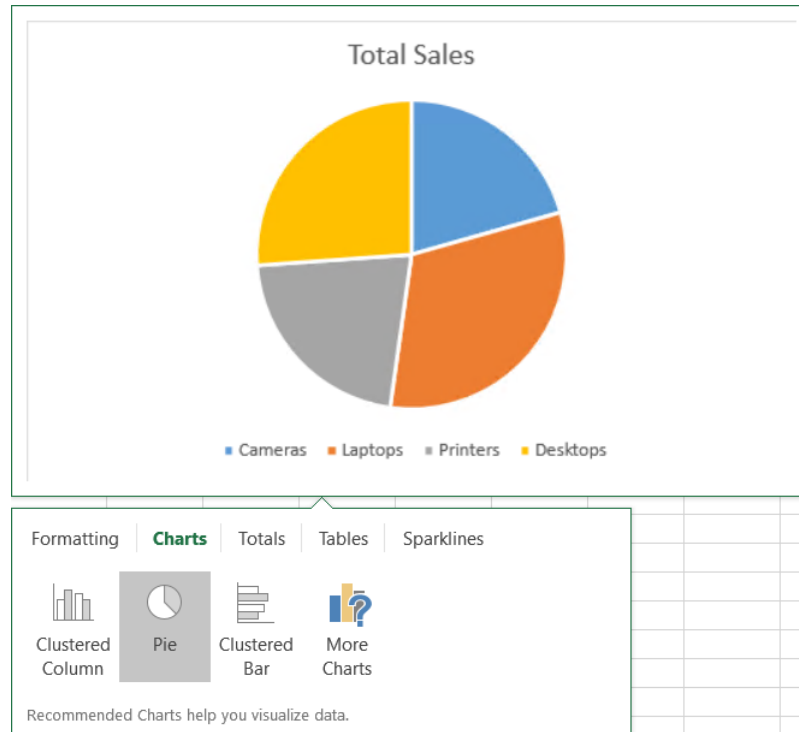 Total Sales
Cameras Laptops Printers Desktops
Formatting Charts Totals Tables Sparklines
Clustered Column
Pie
Clustered Bar
More Charts
Recommended Charts help you visualize data.